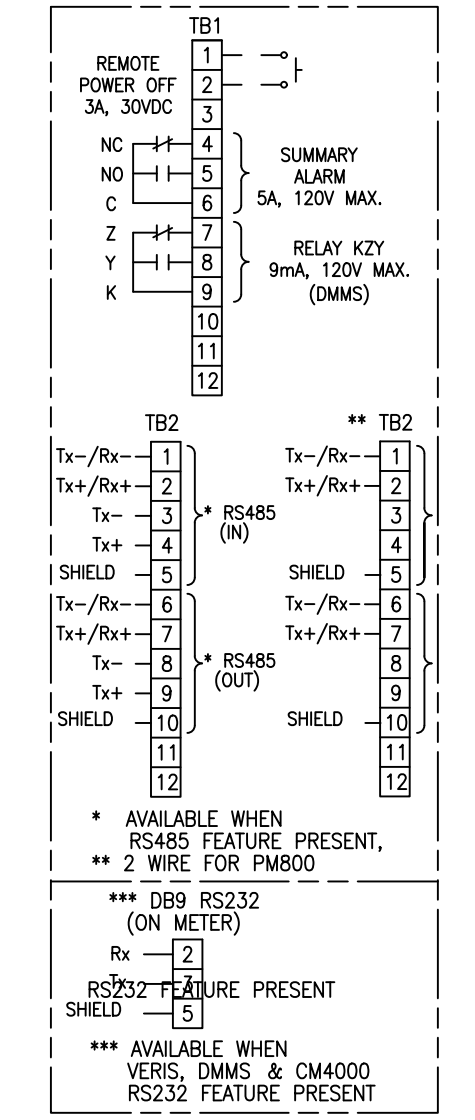 TB1
REMOTE
POWER OFF
3A, 30VDC
1
2
3
NC 4
NO 5
C 6
SUMMARY
ALARM
5A, 120V MAX.
Z 7
Y 8
K 9
RELAY KZY
9mA, 120V MAX.
(DMMS)
10
11
12
TB2
Tx-/Rx- 1
Tx+/Rx+ 2
Tx- 3
Tx+ 4
SHIELD 5
* RS485
(IN)
Tx-/Rx- 6
Tx+/Rx+ 7
Tx- 8
Tx+ 9
SHIELD 10
* RS485
(OUT)
11
12
** TB2
Tx-/Rx- 1
Tx+/Rx+ 2
3
4
SHIELD 5
Tx-/Rx- 6
Tx+/Rx+ 7
8
9
SHIELD 10
11
12
* AVAILABLE WHEN
RS485 FEATURE PRESENT,
** 2 WIRE FOR PM800
*** DB9 RS232
(ON METER)
Rx 2
Tx 3
RS232 FEATURE PRESENT
SHIELD 5
*** AVAILABLE WHEN
VERIS, DMMS & CM4000
RS232 FEATURE PRESENT